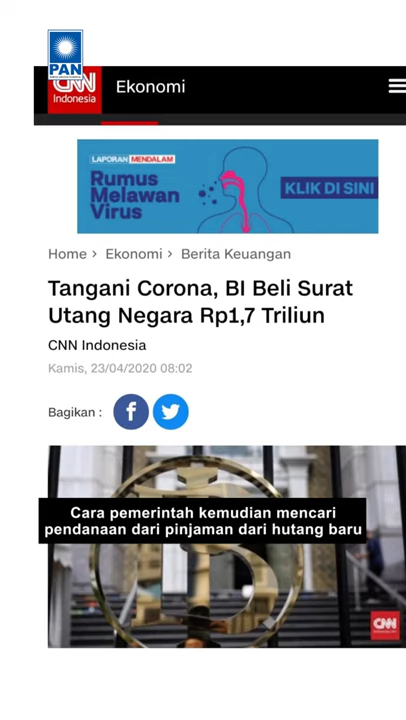 PAN
CNN
Indonesia
Ekonomi
LAPORAN MENDALAM
Rumus
Melawan
Virus
KLIK DI SINI
Home > Ekonomi > Berita Keuangan
Tangani Corona, BI Beli Surat
Utang Negara Rp1,7 Triliun
CNN Indonesia
Kamis, 23/04/2020 08:02
Bagikan :
Cara pemerintah kemudian mencari
pendanaan dari pinjaman dari hutang baru
CNN